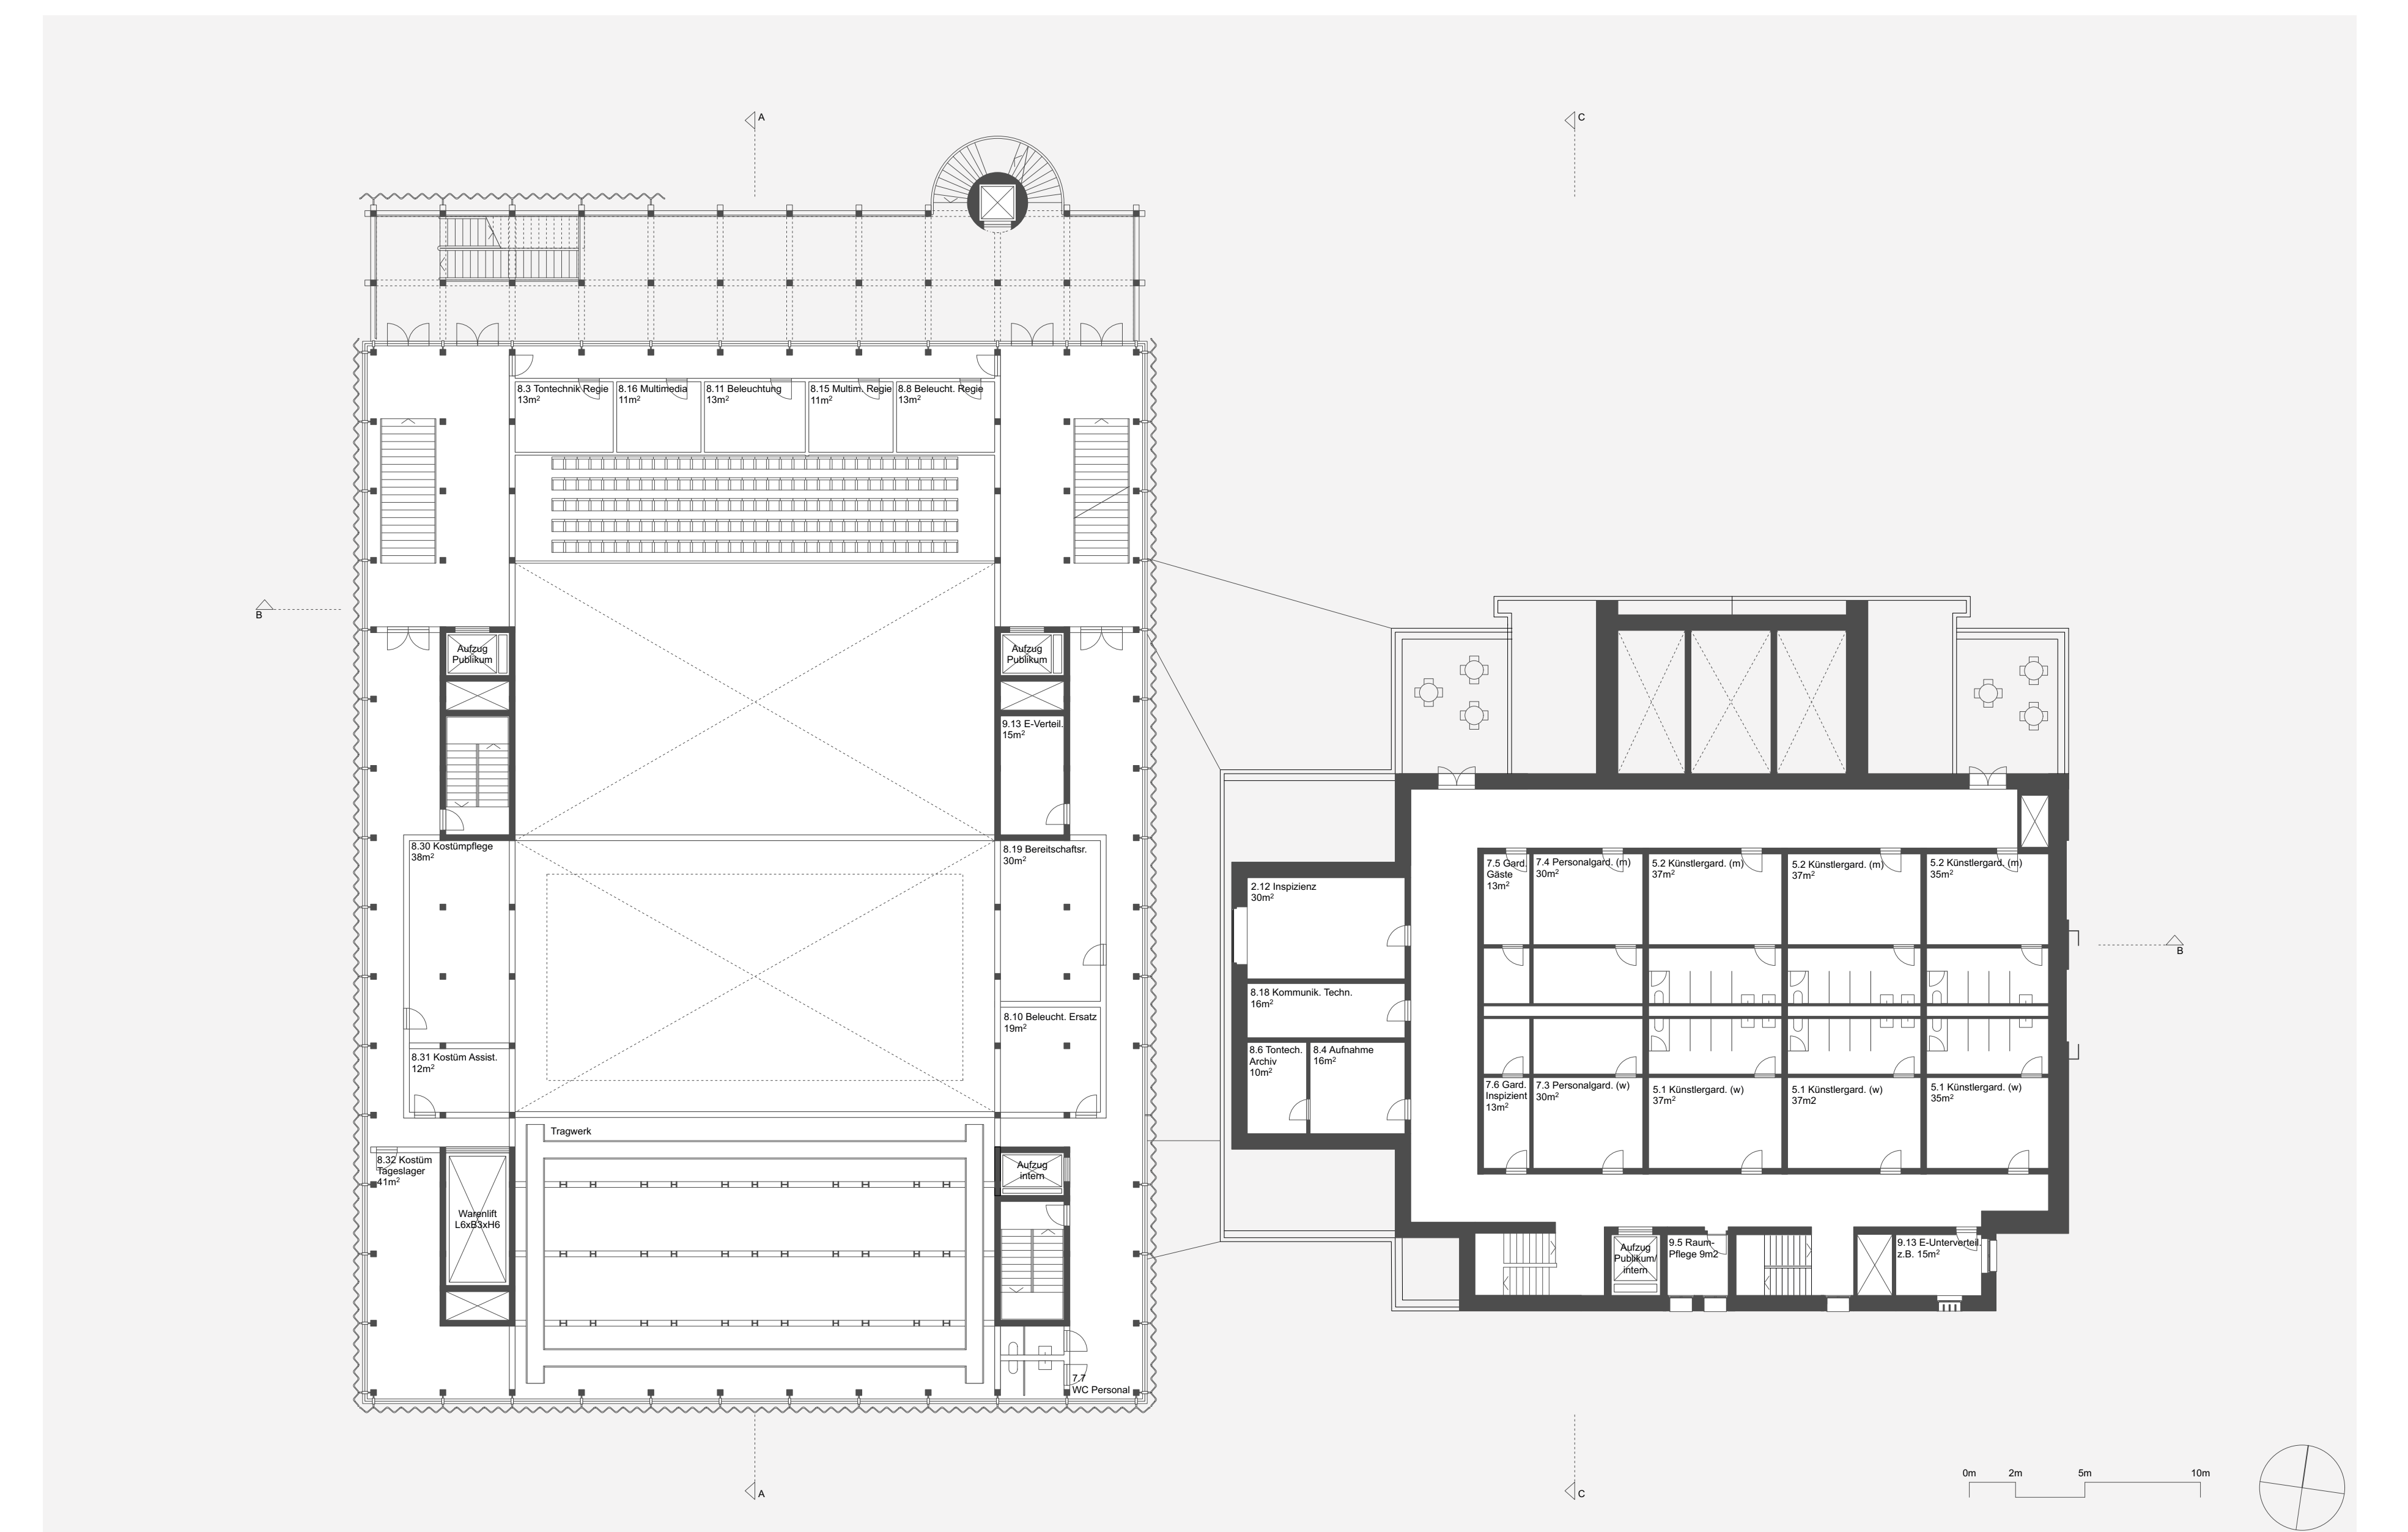 A
C
8.3 Tontechnik Regie
13m²
8.16 Multimedia
11m²
8.11 Beleuchtung
13m²
8.15 Multim. Regie
11m²
8.8 Beleucht. Regie
13m²
B
Aufzug
Publikum
Aufzug
Publikum
9.13 E-Verteil.
15m²
8.30 Kostümpflege
38m²
8.19 Bereitschaftsr.
30m²
8.10 Beleucht. Ersatz
19m²
8.31 Kostüm Assist.
12m²
Tragwerk
8.32 Kostüm
Tageslager
41m²
Warenlift
L6xB3xH6
Aufzug
intern
7.7
WC Personal
2.12 Inspizienz
30m²
8.18 Kommunik. Techn.
16m²
8.6 Tontech.
Archiv
10m²
8.4 Aufnahme
16m²
7.5 Gard.
Gäste
13m²
7.4 Personalgard. (m)
30m²
5.2 Künstlergard. (m)
37m²
5.2 Künstlergard. (m)
37m²
5.2 Künstlergard. (m)
35m²
B
7.6 Gard.
Inspizient
13m²
7.3 Personalgard. (w)
30m²
5.1 Künstlergard. (w)
37m²
5.1 Künstlergard. (w)
37m2
5.1 Künstlergard. (w)
35m²
Aufzug
Publikum/
intern
9.5 Raum-
Pflege 9m2
9.13 E-Unterverteil.
z.B. 15m²
A
C
0m 2m 5m 10m